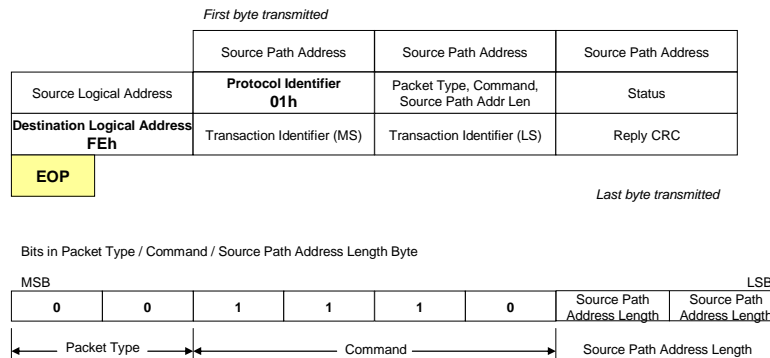 First byte transmitted
Source Path Address
Source Path Address
Source Path Address
Source Logical Address
Protocol Identifier
01h
Packet Type, Command,
Source Path Addr Len
Status
Destination Logical Address
FEh
Transaction Identifier (MS)
Transaction Identifier (LS)
Reply CRC
EOP
Last byte transmitted
Bits in Packet Type / Command / Source Path Address Length Byte
MSB
LSB
0
0
1
1
1
0
Source Path
Address Length
Source Path
Address Length
Packet Type
Command
Source Path Address Length